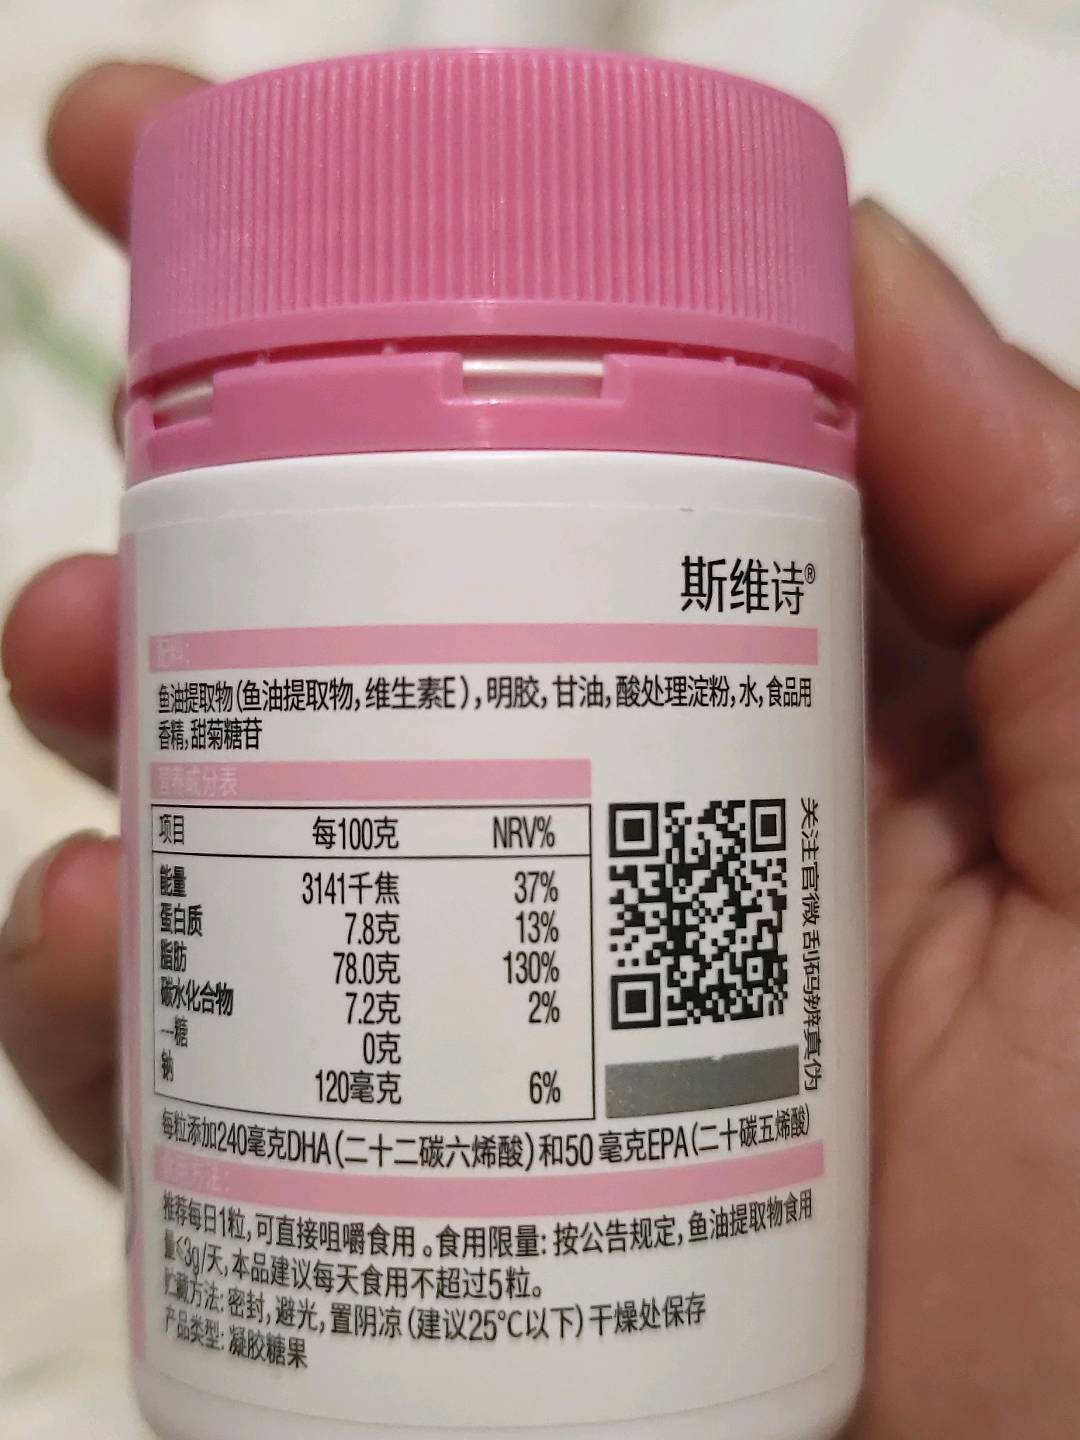 斯维诗®
配料:
鱼油提取物(鱼油提取物,维生素E),明胶,甘油,酸处理淀粉,水,食品用
香精,甜菊糖苷
营养成分表
项目 每100克 NRV%
能量 3141千焦 37%
蛋白质 7.8克 13%
脂肪 78.0克 130%
碳水化合物 7.2克 2%
—糖 0克
钠 120毫克 6%
关注官微 刮码辨真伪
每粒添加240毫克DHA(二十二碳六烯酸)和50毫克EPA(二十碳五烯酸)
方法:
推荐每日1粒,可直接咀嚼食用。食用限量:按公告规定,鱼油提取物食用
量<3g/天,本品建议每天食用不超过5粒。
贮藏方法:密封,避光,置阴凉(建议25℃以下)干燥处保存
产品类型:凝胶糖果